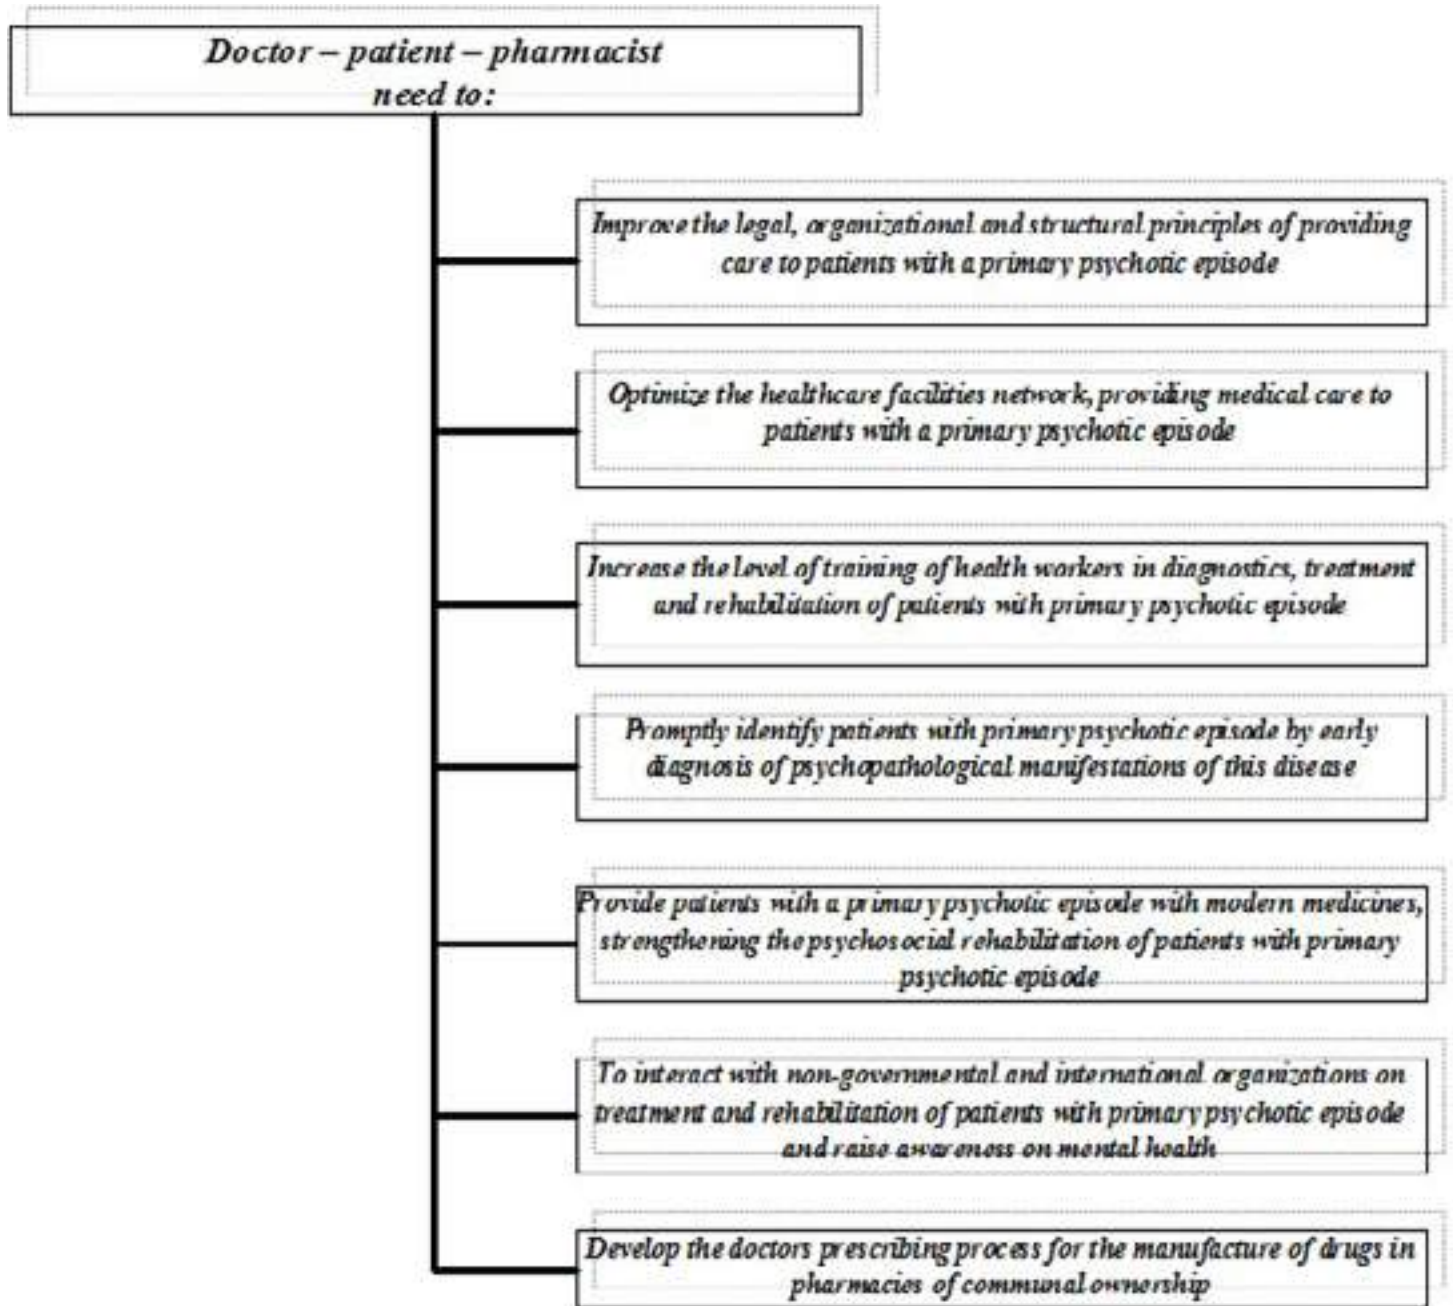 Doctor – patient – pharmacist
need to:
Improve the legal, organizational and structural principles of providing
care to patients with a primary psychotic episode
Optimize the healthcare facilities network, providing medical care to
patients with a primary psychotic episode
Increase the level of training of health workers in diagnostics, treatment
and rehabilitation of patients with primary psychotic episode
Promptly identify patients with primary psychotic episode by early
diagnosis of psychopathological manifestations of this disease
Provide patients with a primary psychotic episode with modern medicines,
strengthening the psychosocial rehabilitation of patients with primary
psychotic episode
To interact with non-governmental and international organizations on
treatment and rehabilitation of patients with primary psychotic episode
and raise awareness on mental health
Develop the doctors prescribing process for the manufacture of drugs in
pharmacies of communal ownership